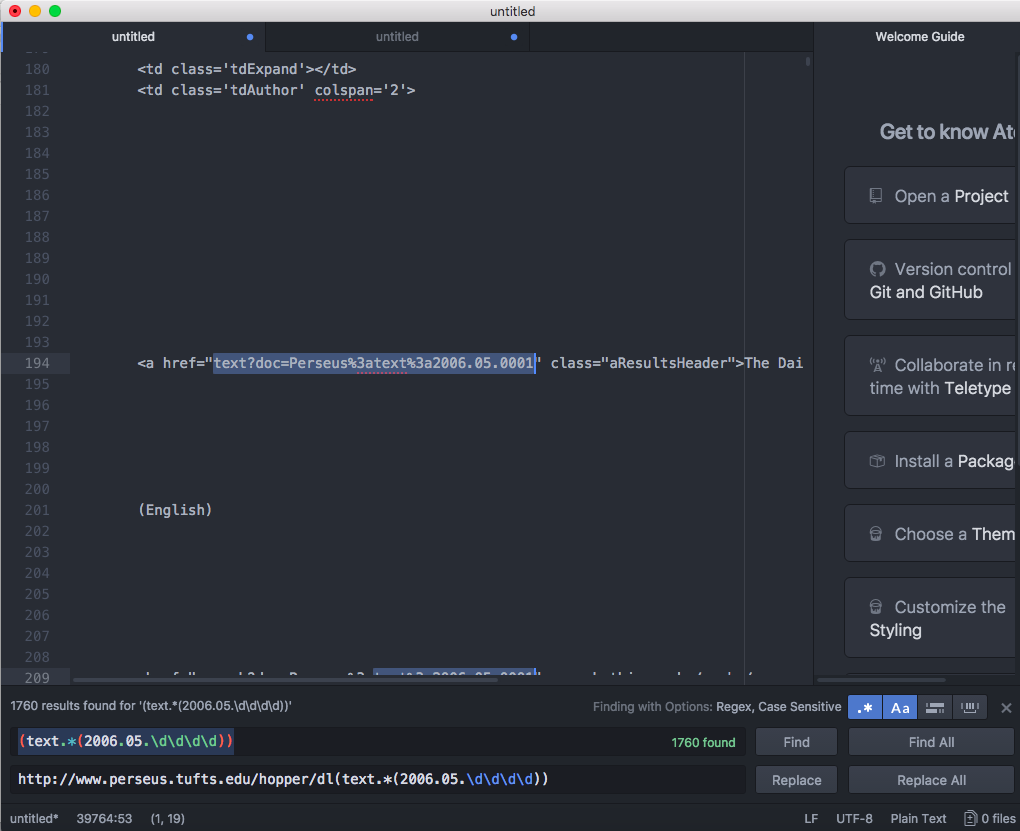 untitled
untitled
untitled
Welcome Guide
180 <td class='tdExpand'></td>
181 <td class='tdAuthor' colspan='2'>
182
183
184
185
186
187
188
189
190
191
192
193
194 <a href="text?doc=Perseus%3atext%3a2006.05.0001" class="aResultsHeader">The Dai
195
196
197
198
199
200
201 (English)
202
203
204
205
206
207
208
209
Get to know
Open a Project
Version control
Git and GitHub
Collaborate in
time with Teletype
Install a
Choose a
Customize the
Styling
1760 results found for '(text.*(2006.05.\d\d\d\d))'
Finding with Options: Regex, Case Sensitive
.* Aa
(text.*(2006.05.\d\d\d\d))
1760 found
Find
Find All
http://www.perseus.tufts.edu/hopper/dl(text.*(2006.05.\d\d\d\d))
Replace
Replace All
untitled* 39764:53 (1, 19)
LF UTF-8 Plain Text 0 files